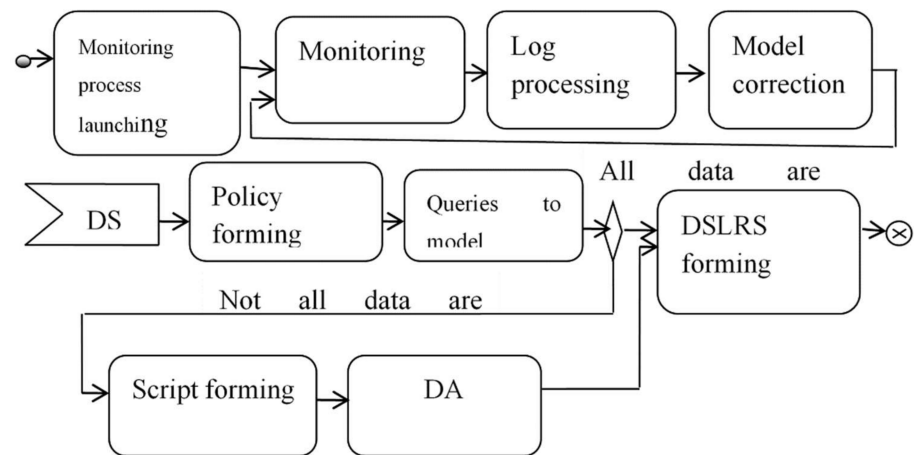 Monitoring
process
launching
Monitoring
Log
processing
Model
correction
All data are
DS
Policy
forming
Queries to
model
DSLRS
forming
Not all data are
Script forming
DA